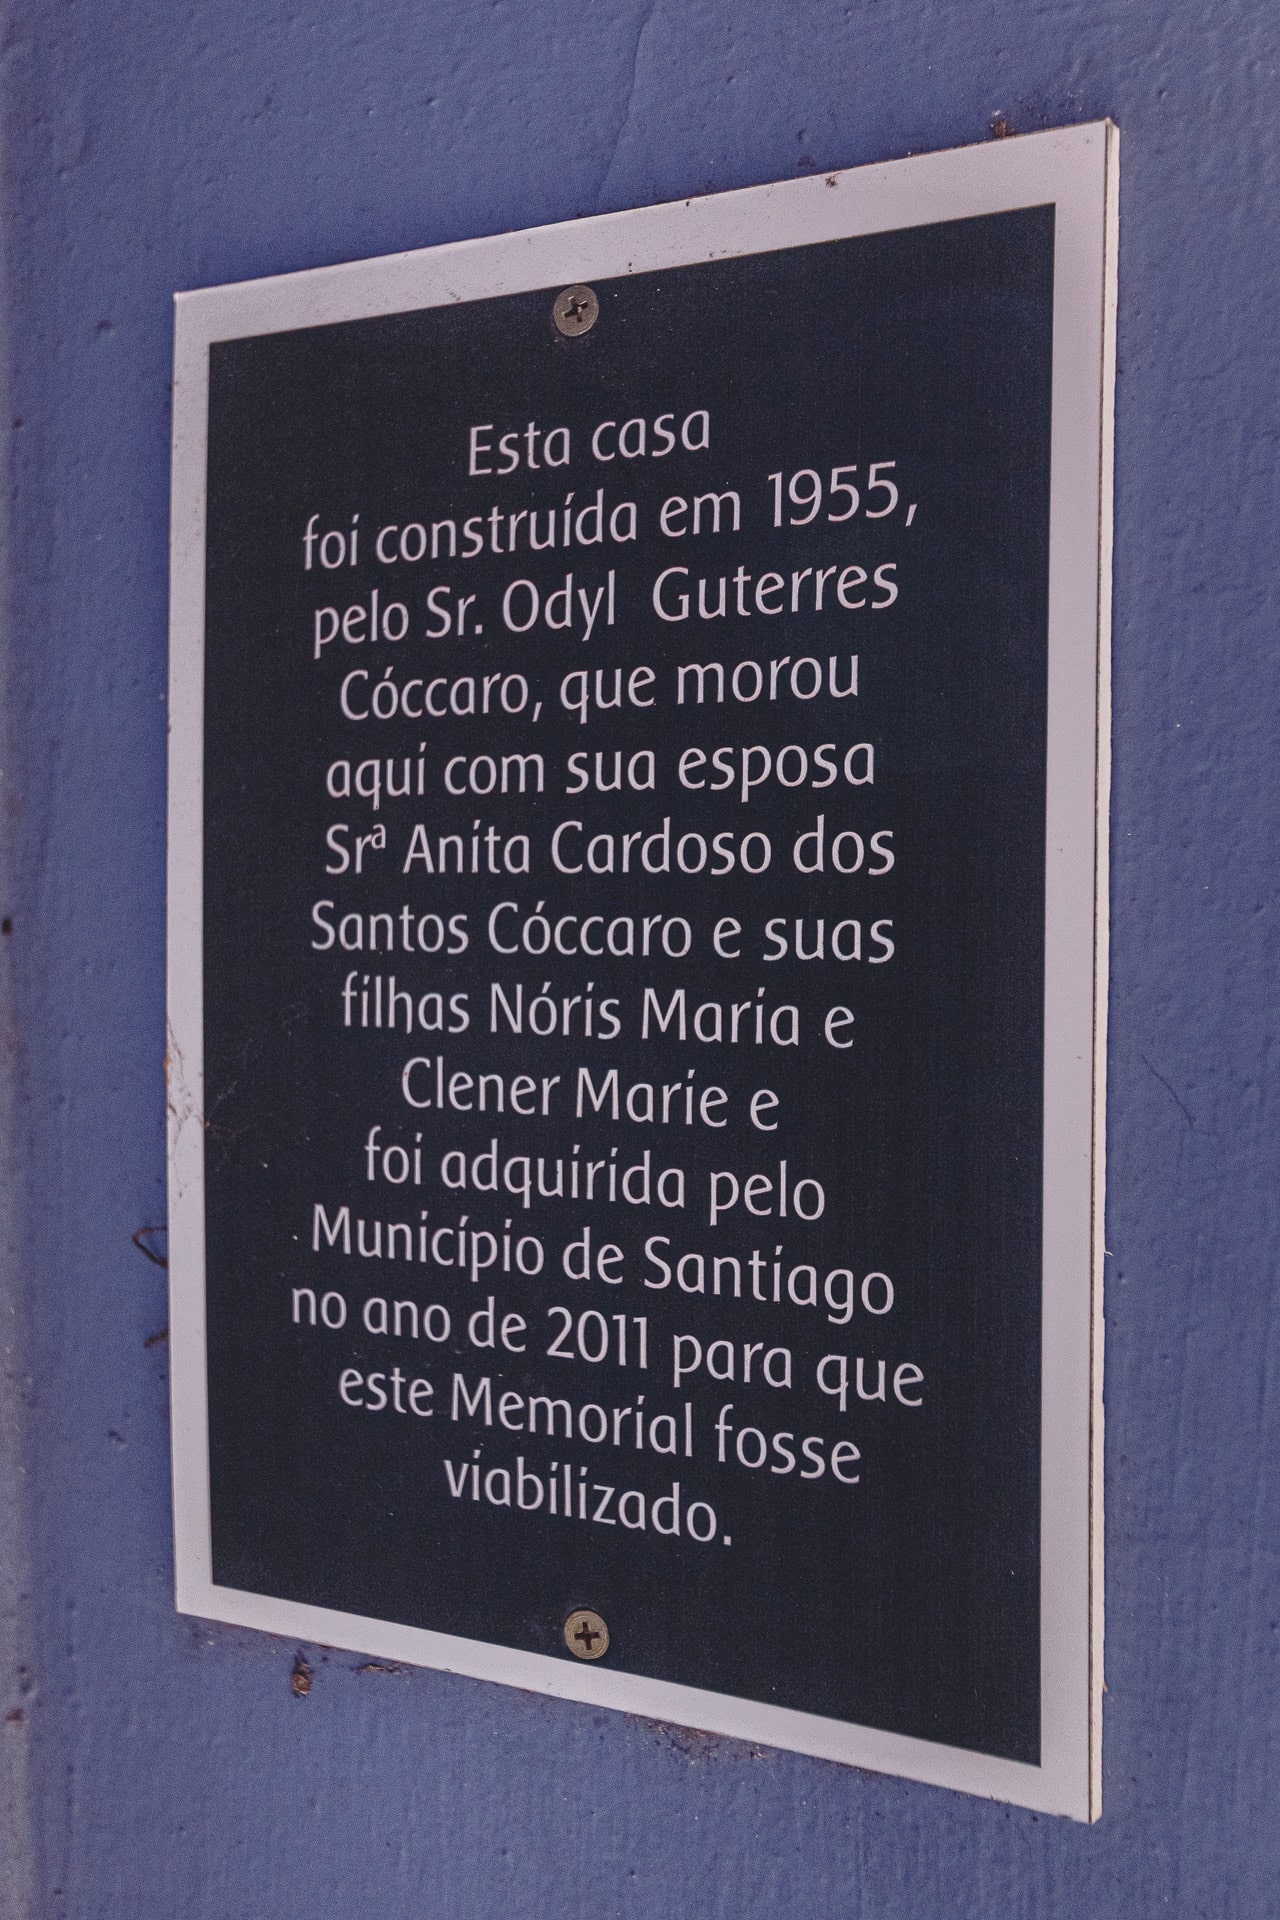 Esta casa
foi construída em 1955,
pelo Sr. Odyl Guterres
Cóccaro, que morou
aquí com sua esposa
Srª Anita Cardoso dos
Santos Cóccaro e suas
filhas Nóris Maria e
Clener Marie e
foi adquirida pelo
Município de Santiago
no ano de 2011 para que
este Memorial fosse
viabilizado.